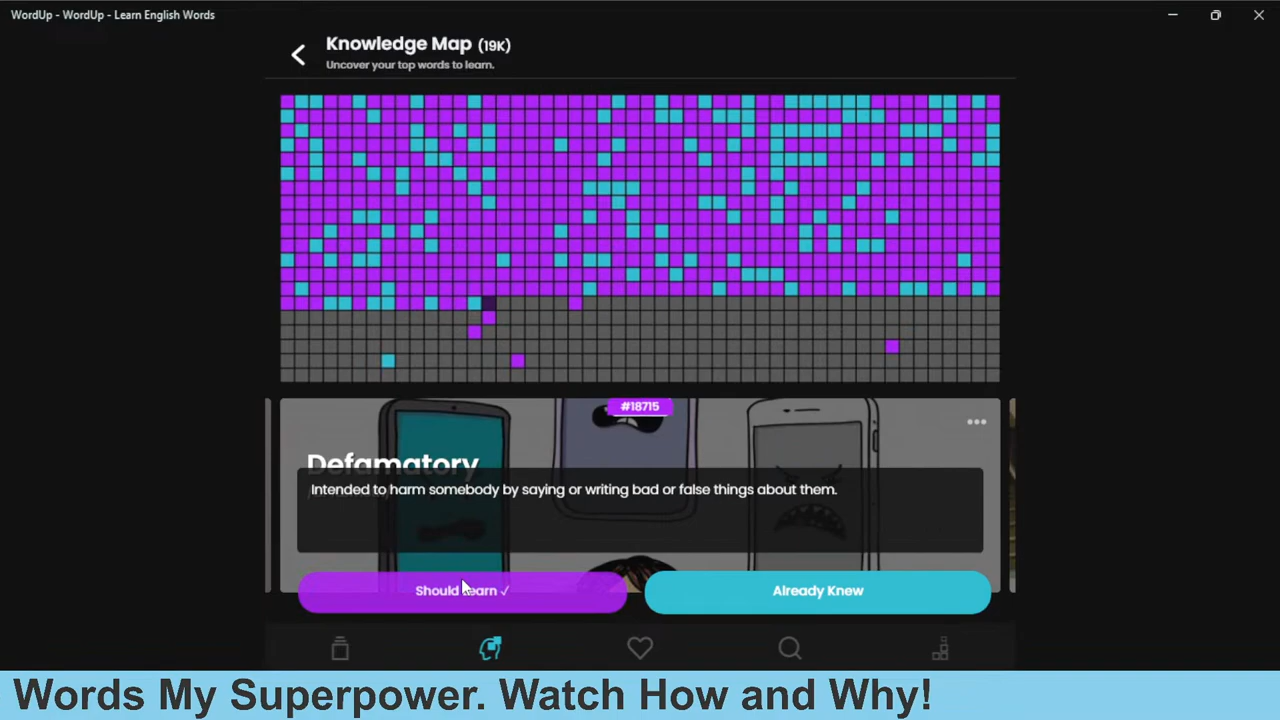 WordUp - WordUp - Learn English Words
Knowledge Map (19K)
Uncover your top words to learn.
#18715
Defamatory
Intended to harm somebody by saying or writing bad or false things about them.
Should Learn ✓
Already Knew
Words My Superpower. Watch How and Why!